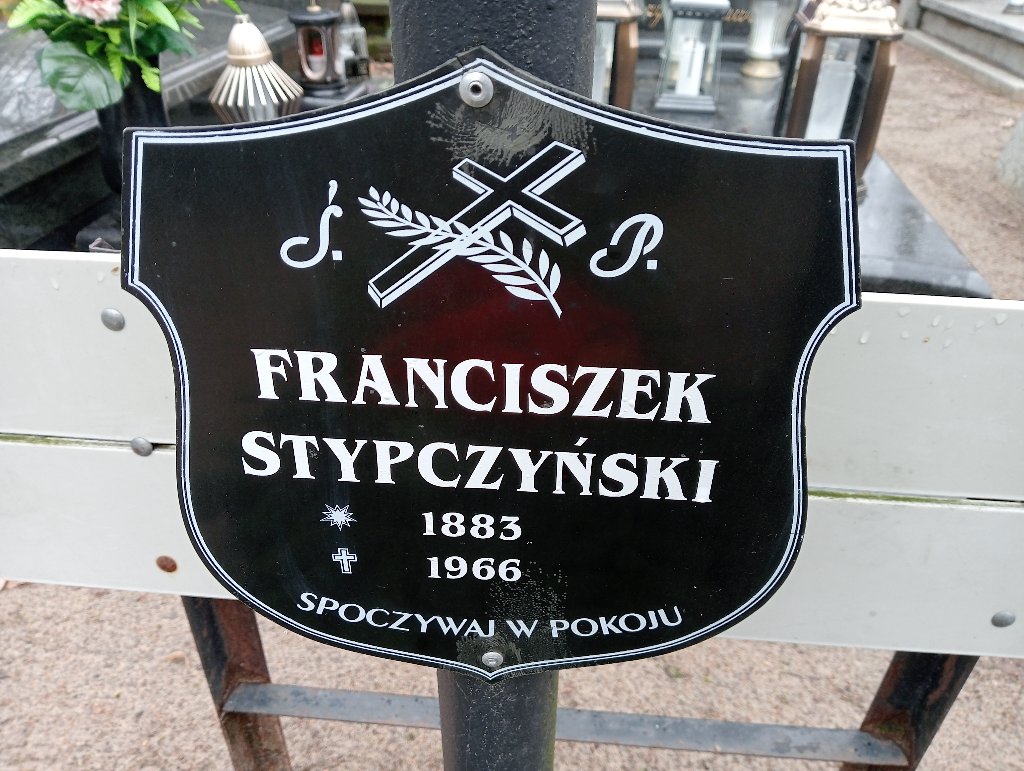 Ś. P.
FRANCISZEK
STYPCZYŃSKI
1883
1966
SPOCZYWAJ W POKOJU